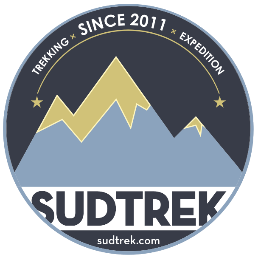 TREKKING × SINCE 2011 × EXPEDITION
SUDTREK
sudtrek.com